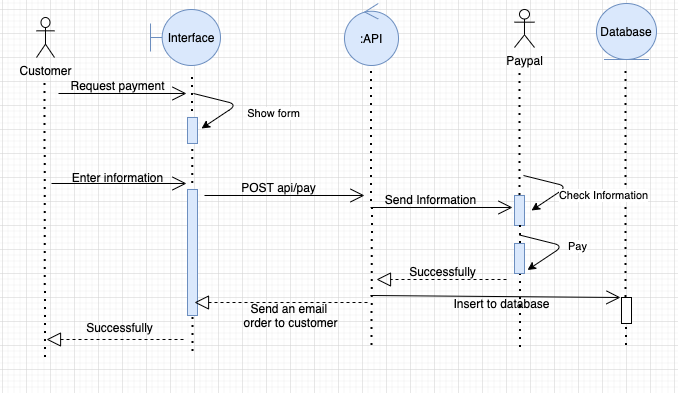 Interface
:API
Database
Customer
Paypal
Request payment
Show form
Enter information
POST api/pay
Send Information
Check Information
Pay
Successfully
Insert to database
Send an email
order to customer
Successfully